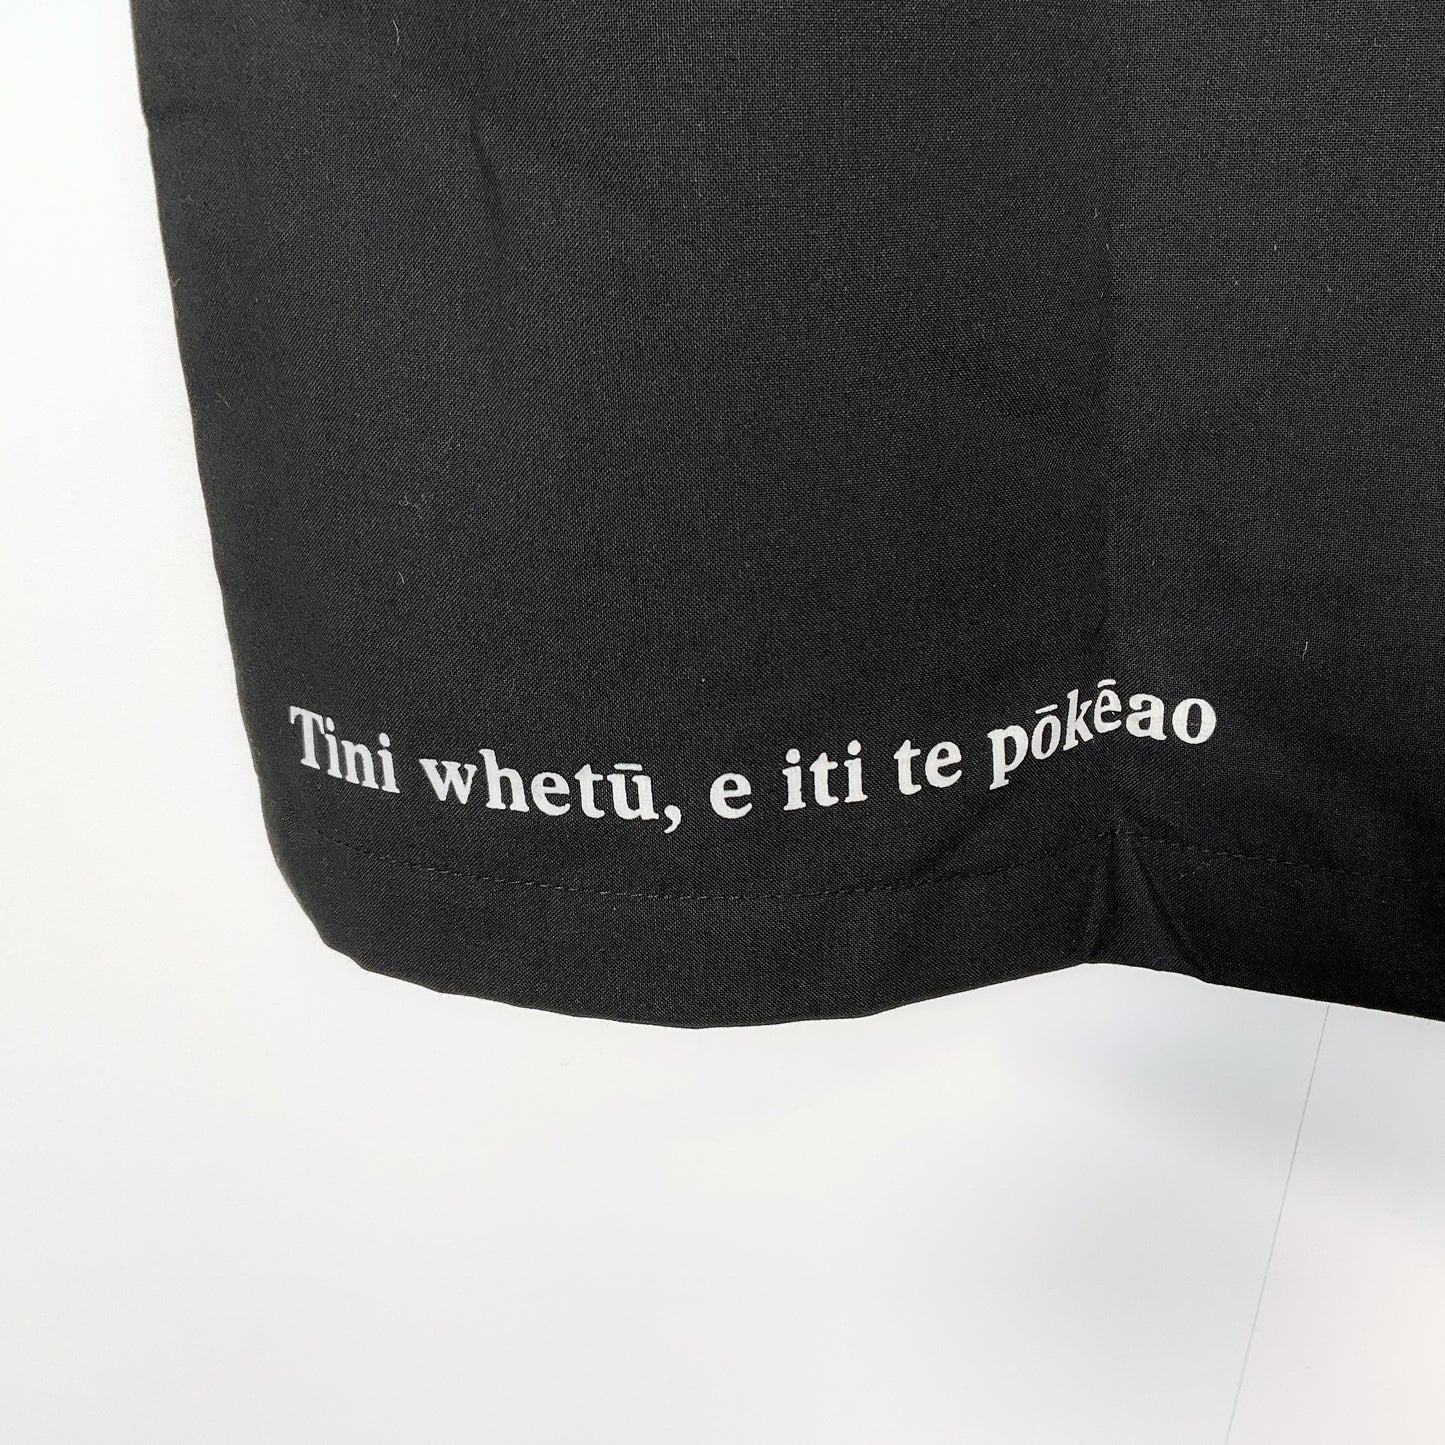 Tini whetū, e iti te pōkēao